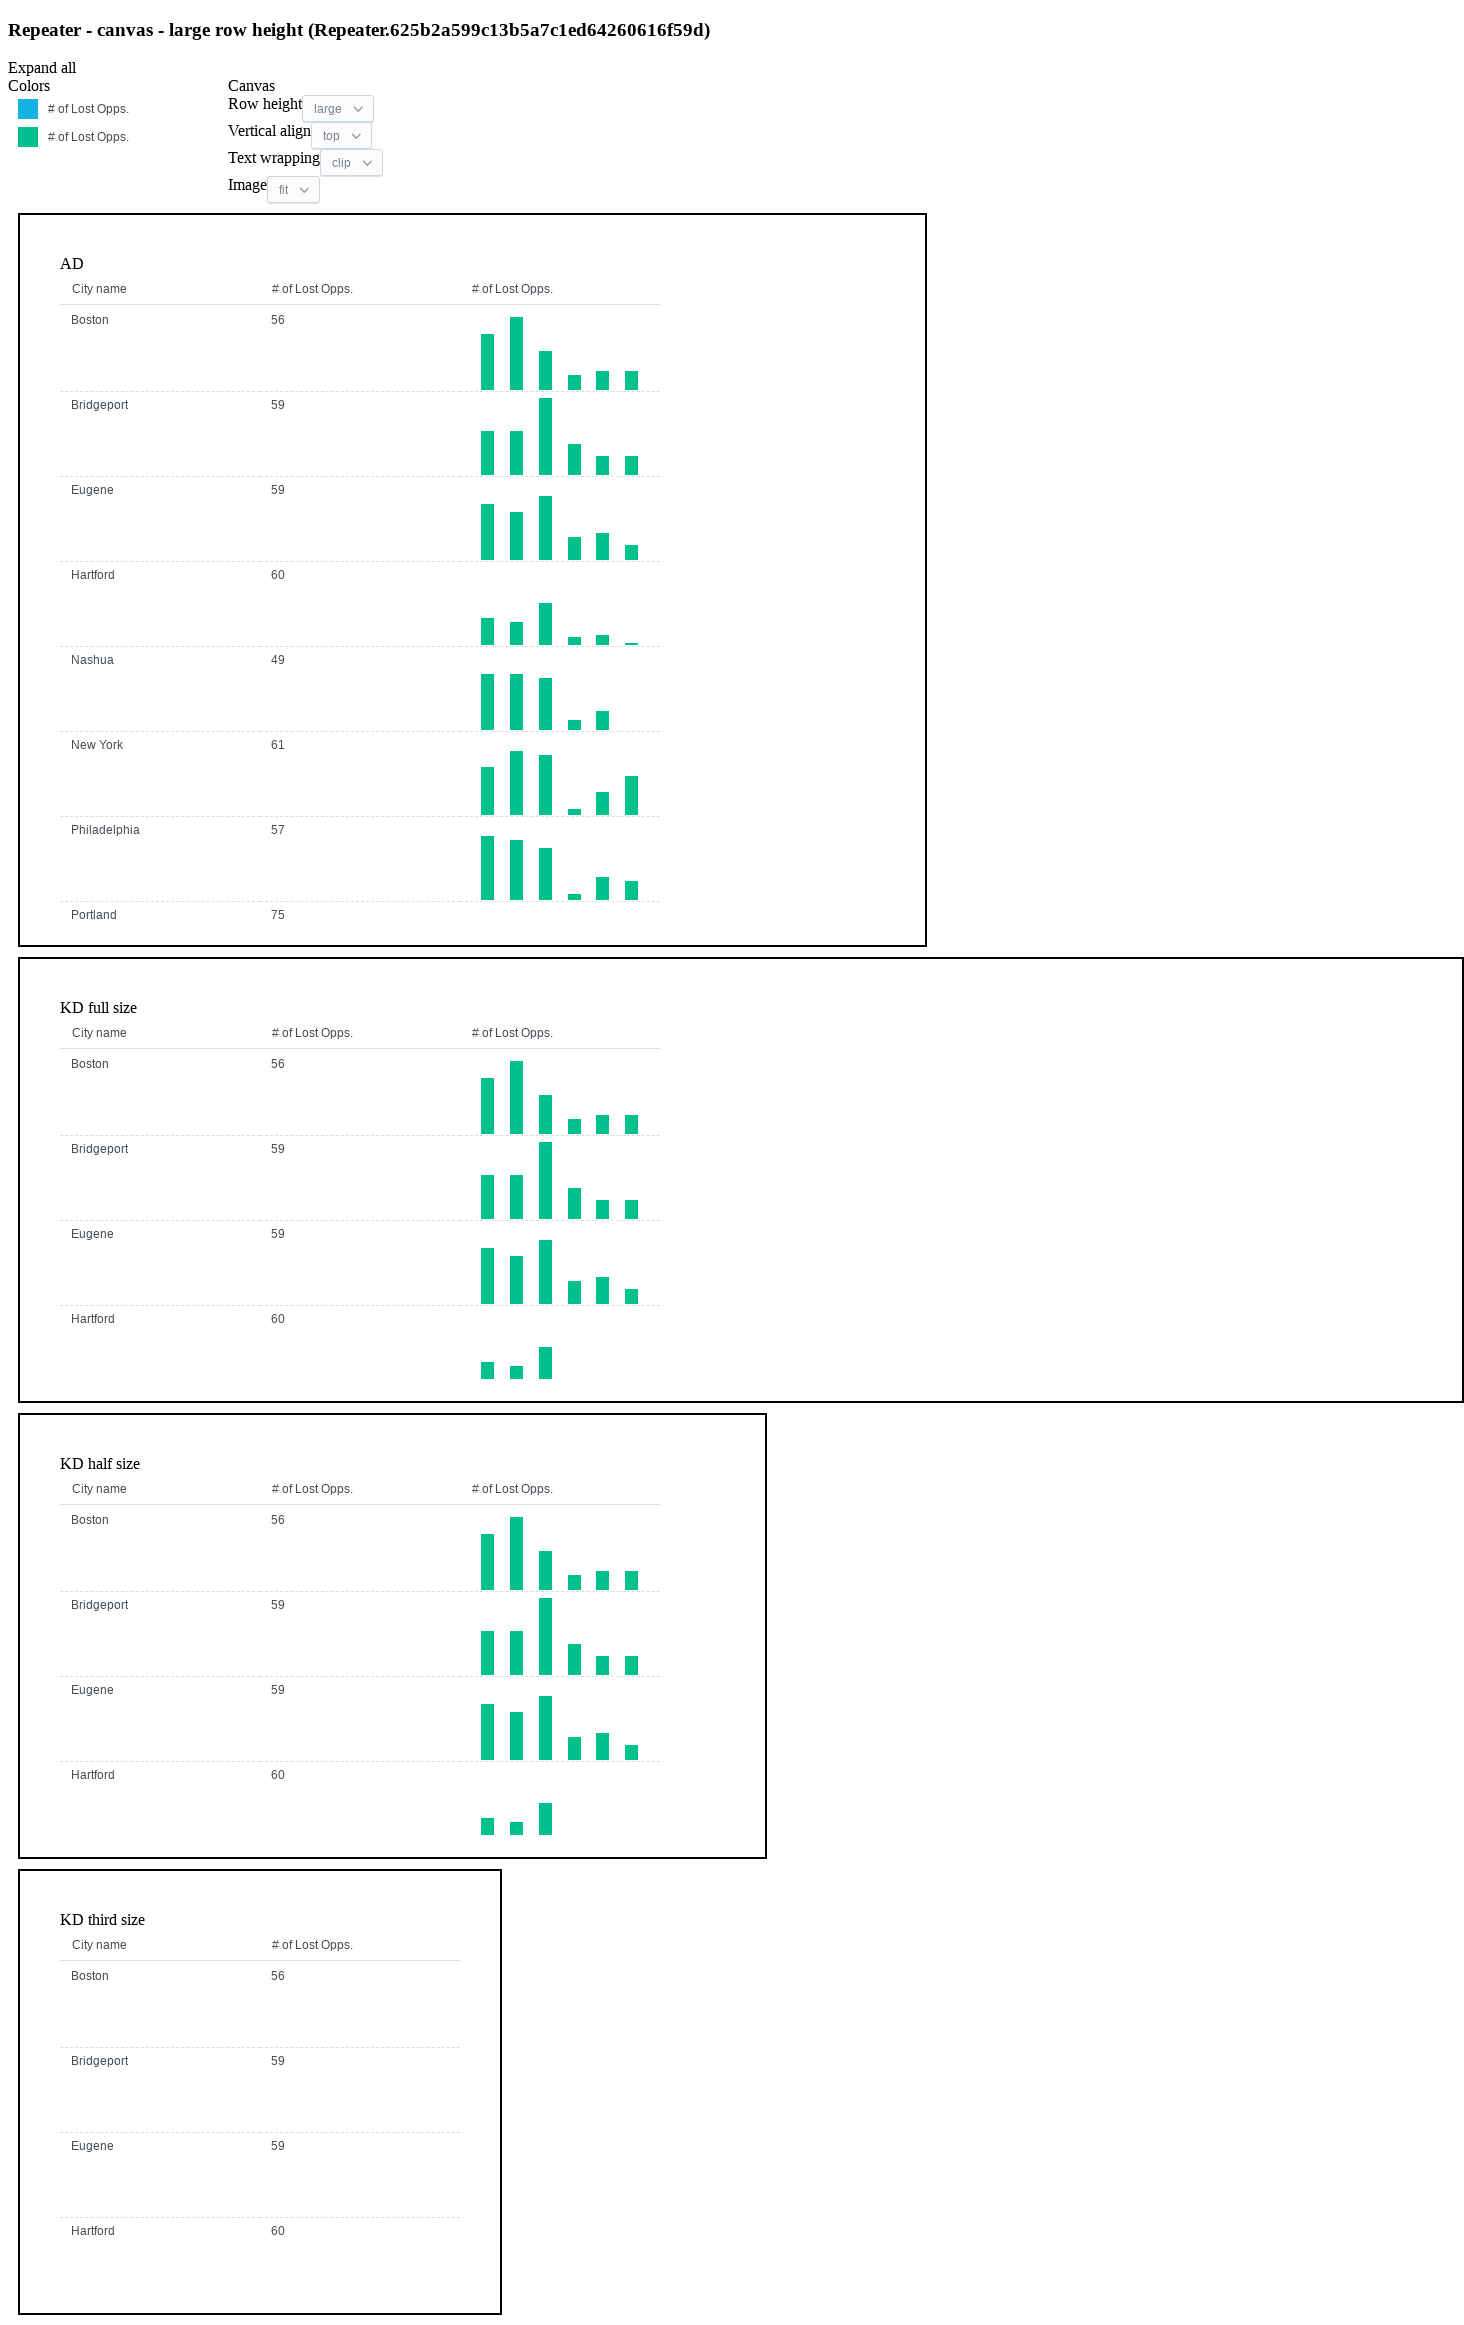 Repeater - canvas - large row height (Repeater.625b2a599c13b5a7c1ed64260616f59d)
Expand all
Colors
# of Lost Opps.
# of Lost Opps.
Canvas
Row height large
Vertical align top
Text wrapping clip
Image fit
AD
City name # of Lost Opps. # of Lost Opps.
Boston 56
Bridgeport 59
Eugene 59
Hartford 60
Nashua 49
New York 61
Philadelphia 57
Portland 75
KD full size
City name # of Lost Opps. # of Lost Opps.
Boston 56
Bridgeport 59
Eugene 59
Hartford 60
KD half size
City name # of Lost Opps. # of Lost Opps.
Boston 56
Bridgeport 59
Eugene 59
Hartford 60
KD third size
City name # of Lost Opps.
Boston 56
Bridgeport 59
Eugene 59
Hartford 60